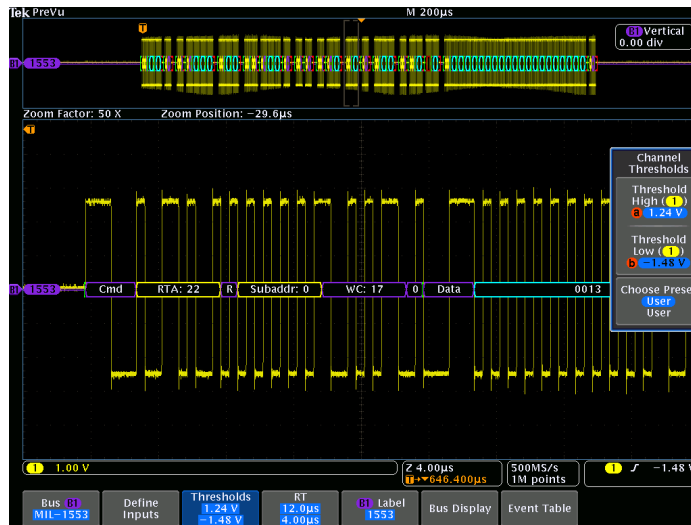 Tek PreVu
M 200µs
T
B1 Vertical
0.00 div
B1 1553
Zoom Factor: 50 X
Zoom Position: −29.6µs
T
Channel
Thresholds
Threshold
High (1)
a 1.24 V
Threshold
Low (1)
b −1.48 V
B1 1553
Cmd
RTA: 22
R
Subaddr: 0
WC: 17
0
Data
0013
Choose Prese
User
User
1 1.00 V
Z 4.00µs
T→▼646.400µs
500MS/s
1M points
1 −1.48 V
Bus B1
MIL−1553
Define
Inputs
Thresholds
1.24 V
−1.48 V
RT
12.0µs
4.00µs
B1 Label
1553
Bus Display
Event Table